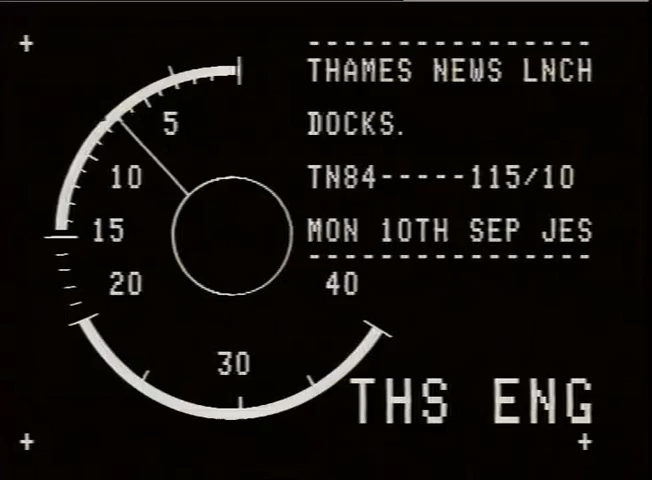 ----------------
THAMES NEWS LNCH
DOCKS.
TN84-----115/10
MON 10TH SEP JES
----------------
5
10
15
20
30
40
THS ENG